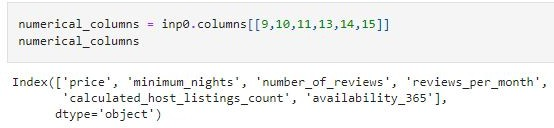 numerical_columns = inp0.columns[[9,10,11,13,14,15]]
numerical_columns
Index(['price', 'minimum_nights', 'number_of_reviews', 'reviews_per_month',
'calculated_host_listings_count', 'availability_365'],
dtype='object')